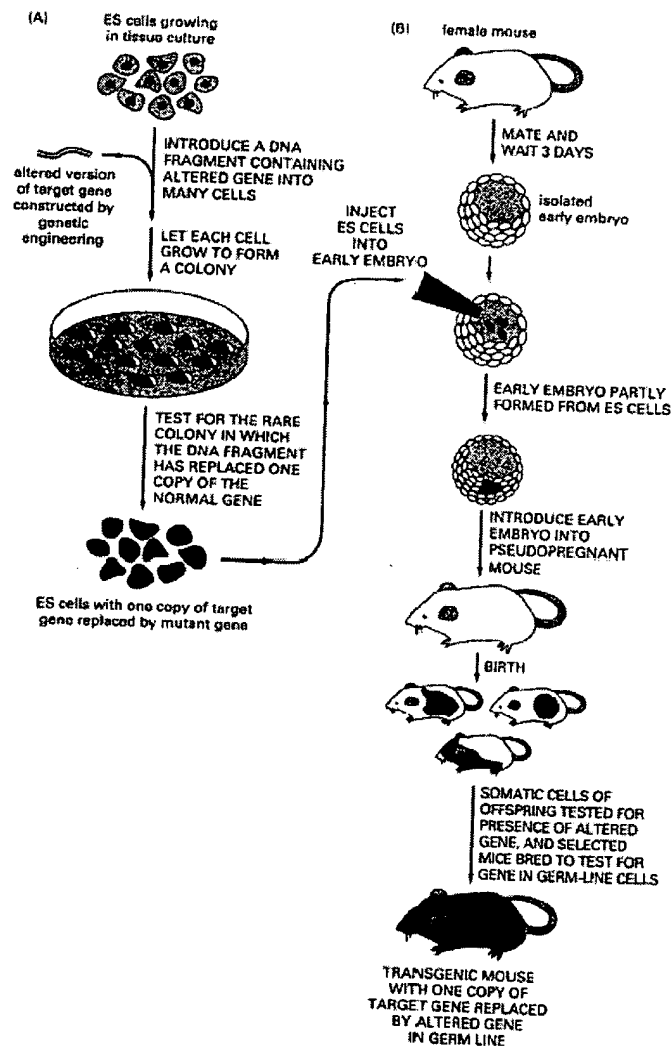 (A)
ES cells growing
in tissue culture
INTRODUCE A DNA
FRAGMENT CONTAINING
ALTERED GENE INTO
MANY CELLS
altered version
of target gene
constructed by
genetic
engineering
LET EACH CELL
GROW TO FORM
A COLONY
TEST FOR THE RARE
COLONY IN WHICH
THE DNA FRAGMENT
HAS REPLACED ONE
COPY OF THE
NORMAL GENE
ES cells with one copy of target
gene replaced by mutant gene
(B)
female mouse
MATE AND
WAIT 3 DAYS
isolated
early embryo
INJECT
ES CELLS
INTO
EARLY EMBRYO
EARLY EMBRYO PARTLY
FORMED FROM ES CELLS
INTRODUCE EARLY
EMBRYO INTO
PSEUDOPREGNANT
MOUSE
BIRTH
SOMATIC CELLS OF
OFFSPRING TESTED FOR
PRESENCE OF ALTERED
GENE, AND SELECTED
MICE BRED TO TEST FOR
GENE IN GERM-LINE CELLS
TRANSGENIC MOUSE
WITH ONE COPY OF
TARGET GENE REPLACED
BY ALTERED GENE
IN GERM LINE